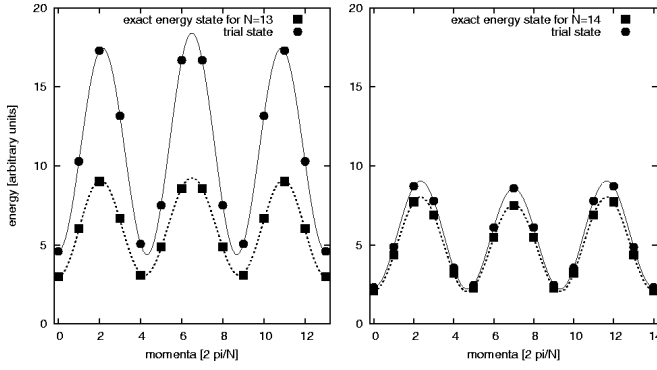 20
15
10
5
0
energy [arbitrary units]
exact energy state for N=13
trial state
0 2 4 6 8 10 12
momenta [2 pi/N]
20
15
10
5
0
exact energy state for N=14
trial state
0 2 4 6 8 10 12 14
momenta [2 pi/N]